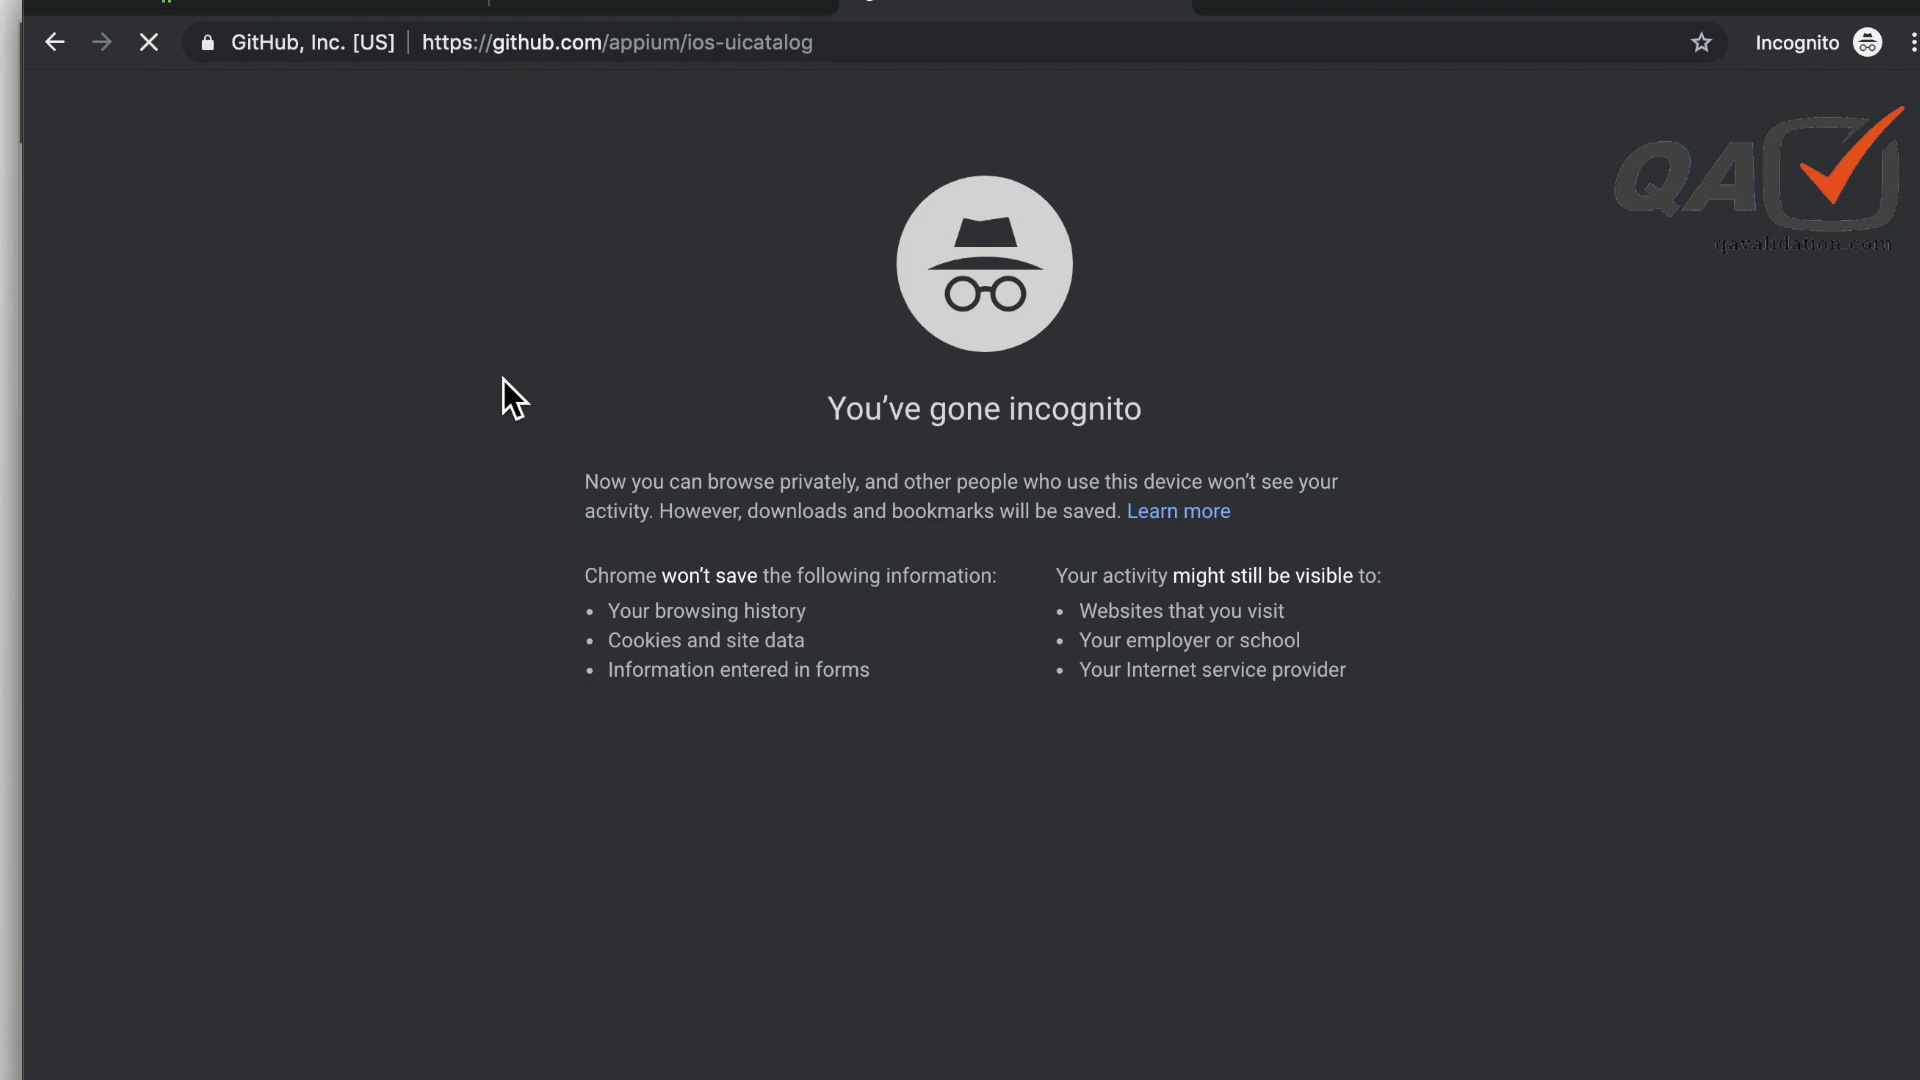 GitHub, Inc. [US] https://github.com/appium/ios-uicatalog Incognito
QA
qavalidation.com
You’ve gone incognito
Now you can browse privately, and other people who use this device won’t see your
activity. However, downloads and bookmarks will be saved. Learn more
Chrome won’t save the following information:
• Your browsing history
• Cookies and site data
• Information entered in forms
Your activity might still be visible to:
• Websites that you visit
• Your employer or school
• Your Internet service provider